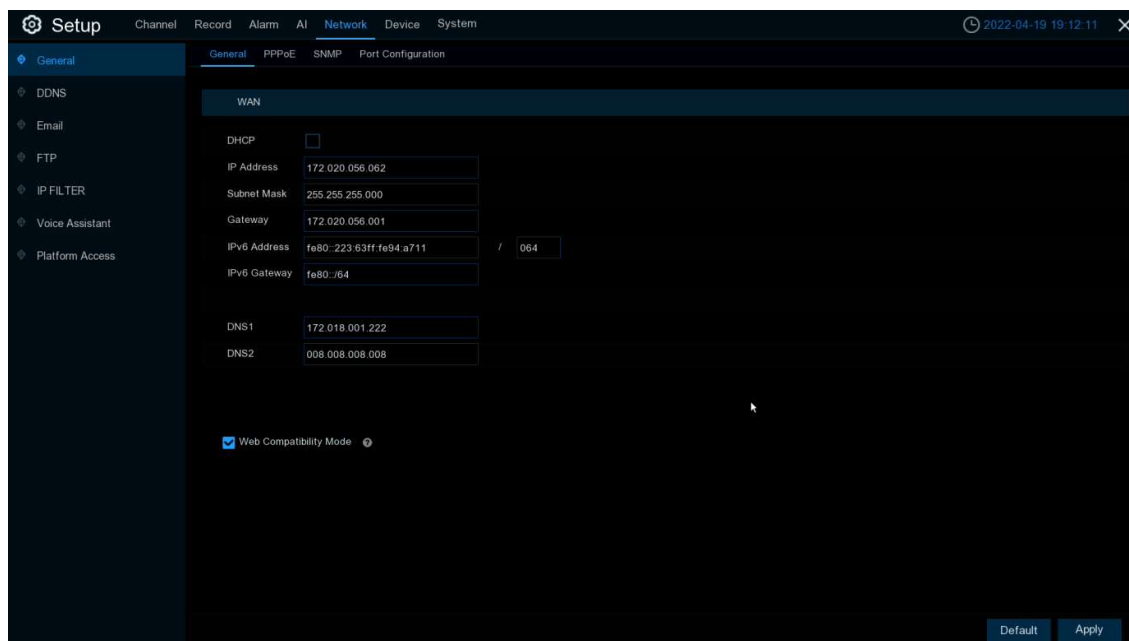 Setup Channel Record Alarm AI Network Device System 2022-04-19 19:12:11
General PPPoE SNMP Port Configuration
General
DDNS
Email
FTP
IP FILTER
Voice Assistant
Platform Access
WAN
DHCP
IP Address 172.020.056.062
Subnet Mask 255.255.255.000
Gateway 172.020.056.001
IPv6 Address fe80::223:63ff:fe94:a711 / 064
IPv6 Gateway fe80::/64
DNS1 172.018.001.222
DNS2 008.008.008.008
Web Compatibility Mode ?
Default Apply